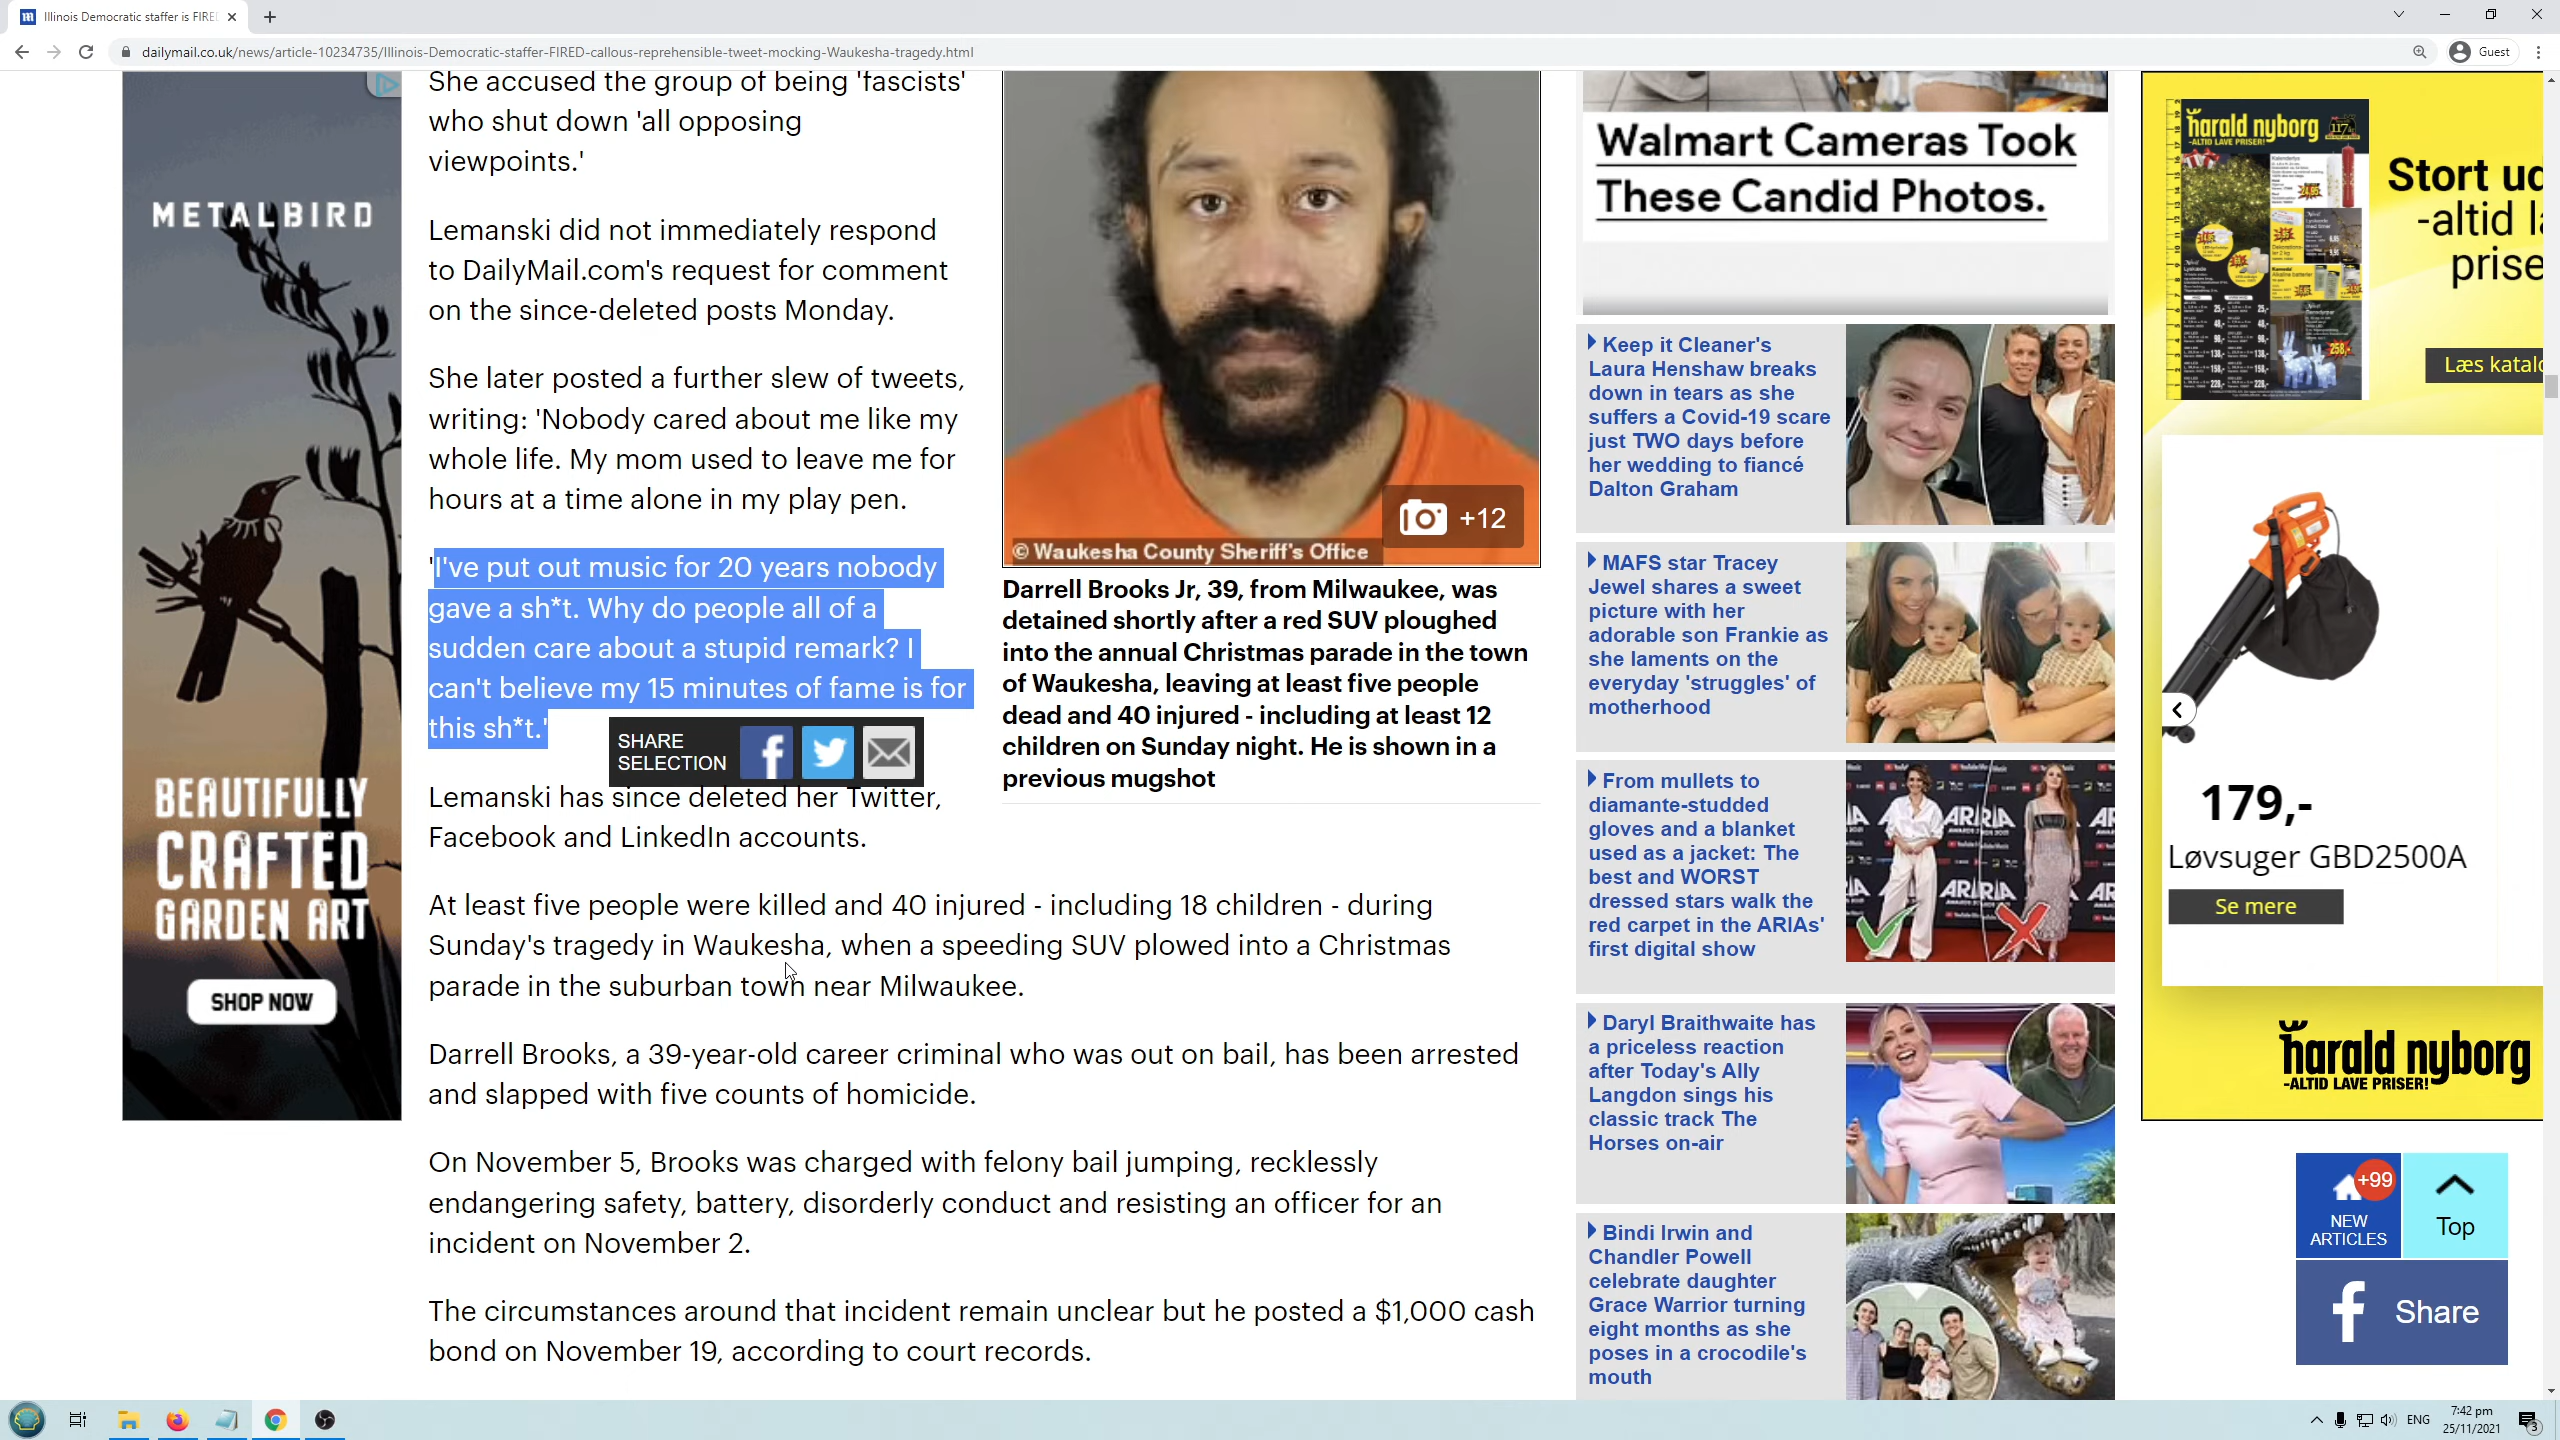 Illinois Democratic staffer is FIRE
dailymail.co.uk/news/article-10234735/Illinois-Democratic-staffer-FIRED-callous-reprehensible-tweet-mocking-Waukesha-tragedy.html
Guest
METALBIRD
BEAUTIFULLY
CRAFTED
GARDEN ART
SHOP NOW
She accused the group of being 'fascists'
who shut down 'all opposing
viewpoints.'
Lemanski did not immediately respond
to DailyMail.com's request for comment
on the since-deleted posts Monday.
She later posted a further slew of tweets,
writing: 'Nobody cared about me like my
whole life. My mom used to leave me for
hours at a time alone in my play pen.
'I've put out music for 20 years nobody
gave a sh*t. Why do people all of a
sudden care about a stupid remark? I
can't believe my 15 minutes of fame is for
this sh*t.'
SHARE
SELECTION
Lemanski has since deleted her Twitter,
Facebook and LinkedIn accounts.
+12
© Waukesha County Sheriff's Office
Darrell Brooks Jr, 39, from Milwaukee, was
detained shortly after a red SUV ploughed
into the annual Christmas parade in the town
of Waukesha, leaving at least five people
dead and 40 injured - including at least 12
children on Sunday night. He is shown in a
previous mugshot
At least five people were killed and 40 injured - including 18 children - during
Sunday's tragedy in Waukesha, when a speeding SUV plowed into a Christmas
parade in the suburban town near Milwaukee.
Darrell Brooks, a 39-year-old career criminal who was out on bail, has been arrested
and slapped with five counts of homicide.
On November 5, Brooks was charged with felony bail jumping, recklessly
endangering safety, battery, disorderly conduct and resisting an officer for an
incident on November 2.
The circumstances around that incident remain unclear but he posted a $1,000 cash
bond on November 19, according to court records.
Walmart Cameras Took
These Candid Photos.
Keep it Cleaner's
Laura Henshaw breaks
down in tears as she
suffers a Covid-19 scare
just TWO days before
her wedding to fiancé
Dalton Graham
MAFS star Tracey
Jewel shares a sweet
picture with her
adorable son Frankie as
she laments on the
everyday 'struggles' of
motherhood
From mullets to
diamante-studded
gloves and a blanket
used as a jacket: The
best and WORST
dressed stars walk the
red carpet in the ARIAs'
first digital show
Daryl Braithwaite has
a priceless reaction
after Today's Ally
Langdon sings his
classic track The
Horses on-air
Bindi Irwin and
Chandler Powell
celebrate daughter
Grace Warrior turning
eight months as she
poses in a crocodile's
mouth
harald nyborg
-ALTID LAVE PRISER!
117
Stort ud
-altid l
prise
Læs katalo
179,-
Løvsuger GBD2500A
Se mere
harald nyborg
-ALTID LAVE PRISER!
+99
NEW
ARTICLES
Top
Share
ENG
7:42 pm
25/11/2021
3